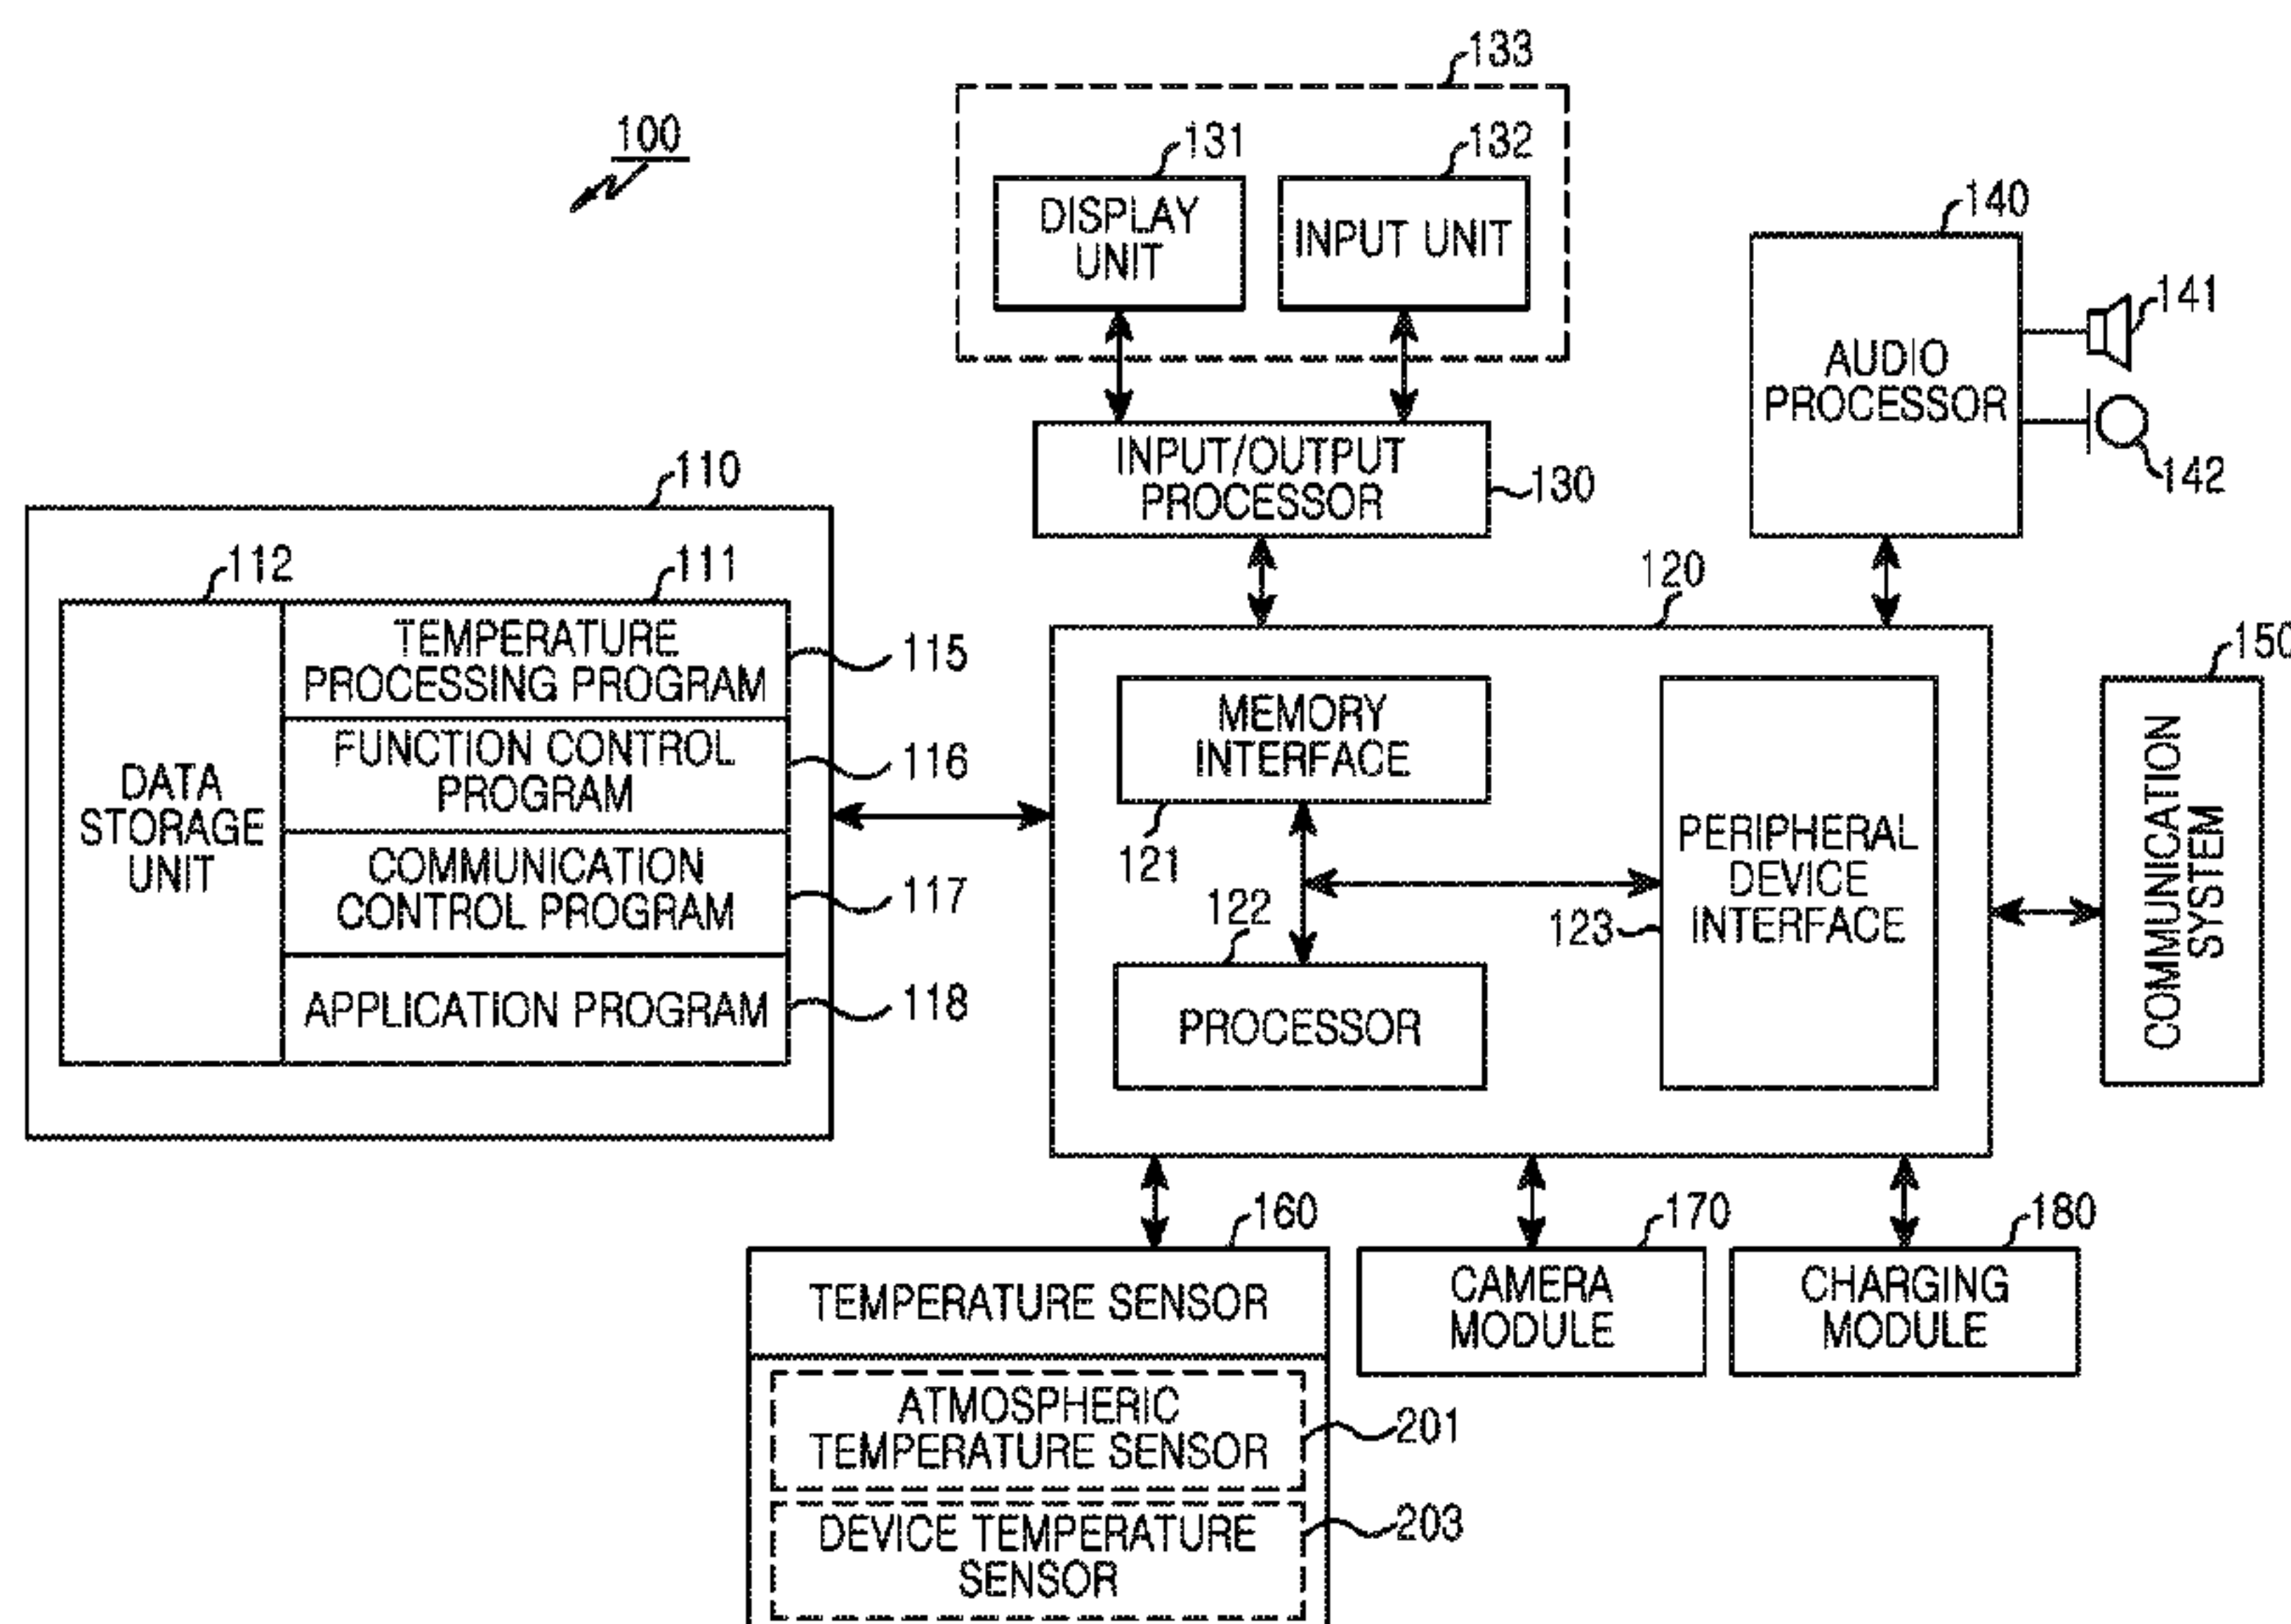 100
133
131
132
DISPLAY
UNIT
INPUT UNIT
140
AUDIO
PROCESSOR
141
142
INPUT/OUTPUT
PROCESSOR
130
110
112
111
DATA
STORAGE
UNIT
TEMPERATURE
PROCESSING PROGRAM
115
FUNCTION CONTROL
PROGRAM
116
COMMUNICATION
CONTROL PROGRAM
117
APPLICATION PROGRAM
118
120
MEMORY
INTERFACE
121
122
PROCESSOR
PERIPHERAL
DEVICE
INTERFACE
123
150
COMMUNICATION
SYSTEM
160
TEMPERATURE SENSOR
ATMOSPHERIC
TEMPERATURE SENSOR
201
DEVICE TEMPERATURE
SENSOR
203
170
CAMERA
MODULE
180
CHARGING
MODULE